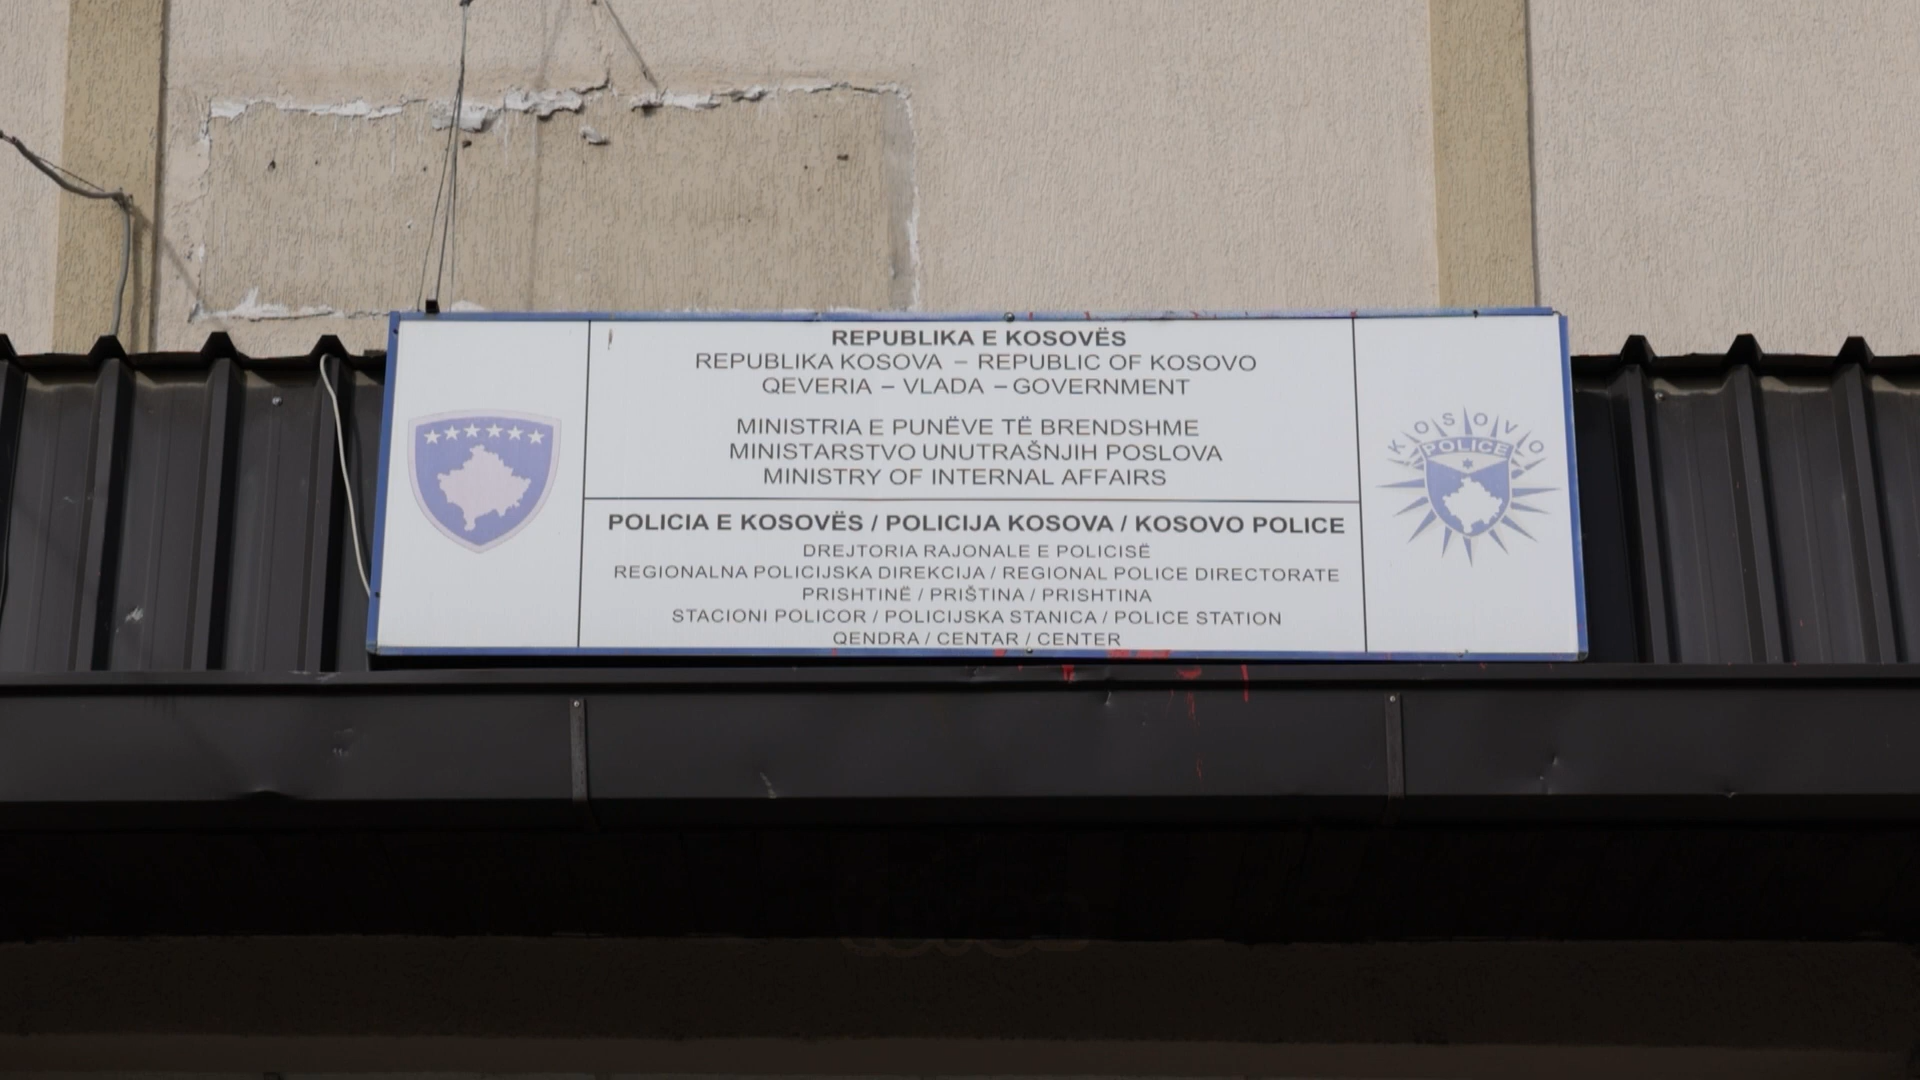 REPUBLIKA E KOSOVËS
REPUBLIKA KOSOVA – REPUBLIC OF KOSOVO
QEVERIA – VLADA – GOVERNMENT
MINISTRIA E PUNËVE TË BRENDSHME
MINISTARSTVO UNUTRAŠNJIH POSLOVA
MINISTRY OF INTERNAL AFFAIRS
POLICIA E KOSOVËS / POLICIJA KOSOVA / KOSOVO POLICE
DREJTORIA RAJONALE E POLICISË
REGIONALNA POLICIJSKA DIREKCIJA / REGIONAL POLICE DIRECTORATE
PRISHTINË / PRIŠTINA / PRISHTINA
STACIONI POLICOR / POLICIJSKA STANICA / POLICE STATION
QENDRA / CENTAR / CENTER
KOSOVO
POLICE